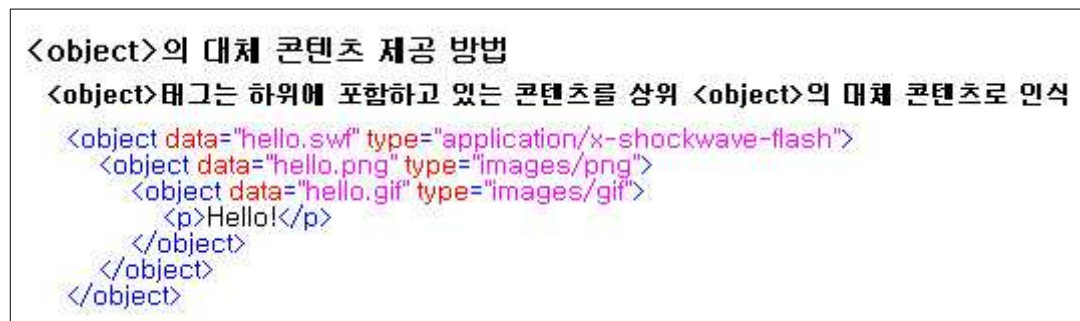 <object>의 대체 콘텐츠 제공 방법
<object>태그는 하위에 포함하고 있는 콘텐츠를 상위 <object>의 대체 콘텐츠로 인식
<object data="hello.swf" type="application/x-shockwave-flash">
<object data="hello.png" type="images/png">
<object data="hello.gif" type="images/gif">
<p>Hello!</p>
</object>
</object>
</object>